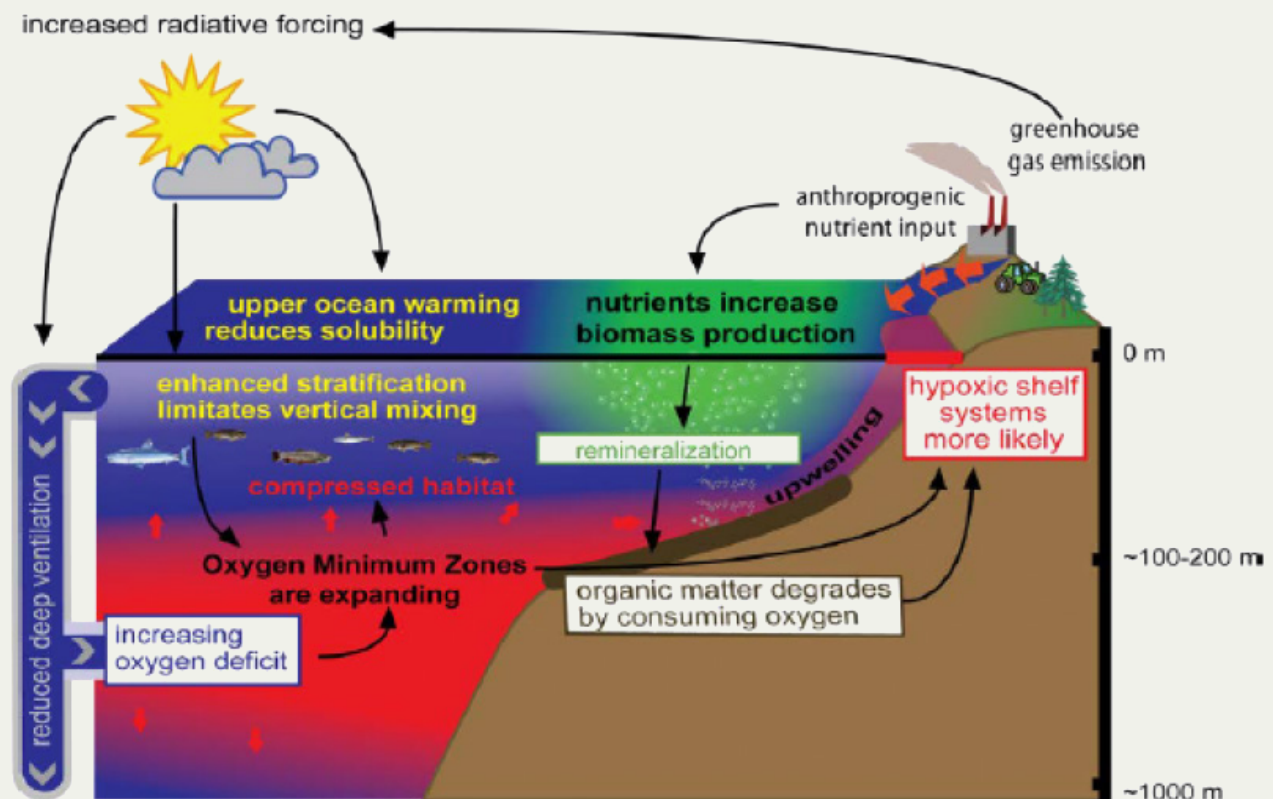 increased radiative forcing
greenhouse
gas emission
anthroprogenic
nutrient input
upper ocean warming
reduces solubility
nutrients increase
biomass production
0 m
enhanced stratification
limitates vertical mixing
hypoxic shelf
systems
more likely
remineralization
upwelling
compressed habitat
reduced deep ventilation
Oxygen Minimum Zones
are expanding
~100-200 m
organic matter degrades
by consuming oxygen
increasing
oxygen deficit
~1000 m